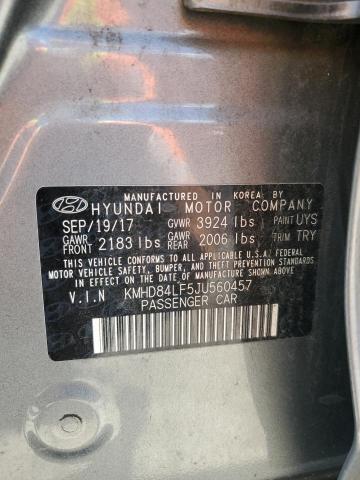 MANUFACTURED IN KOREA BY
HYUNDAI MOTOR COMPANY
SEP/19/17 GVWR 3924 lbs PAINT UYS
GAWR FRONT 2183 lbs GAWR REAR 2006 lbs TRIM TRY
THIS VEHICLE CONFORMS TO ALL APPLICABLE U.S.A FEDERAL
MOTOR VEHICLE SAFETY, BUMPER, AND THEFT PREVENTION
STANDARDS IN EFFECT ON THE DATE OF MANUFACTURE SHOWN ABOVE.
V.I.N KMHD84LF5JU560457
PASSENGER CAR